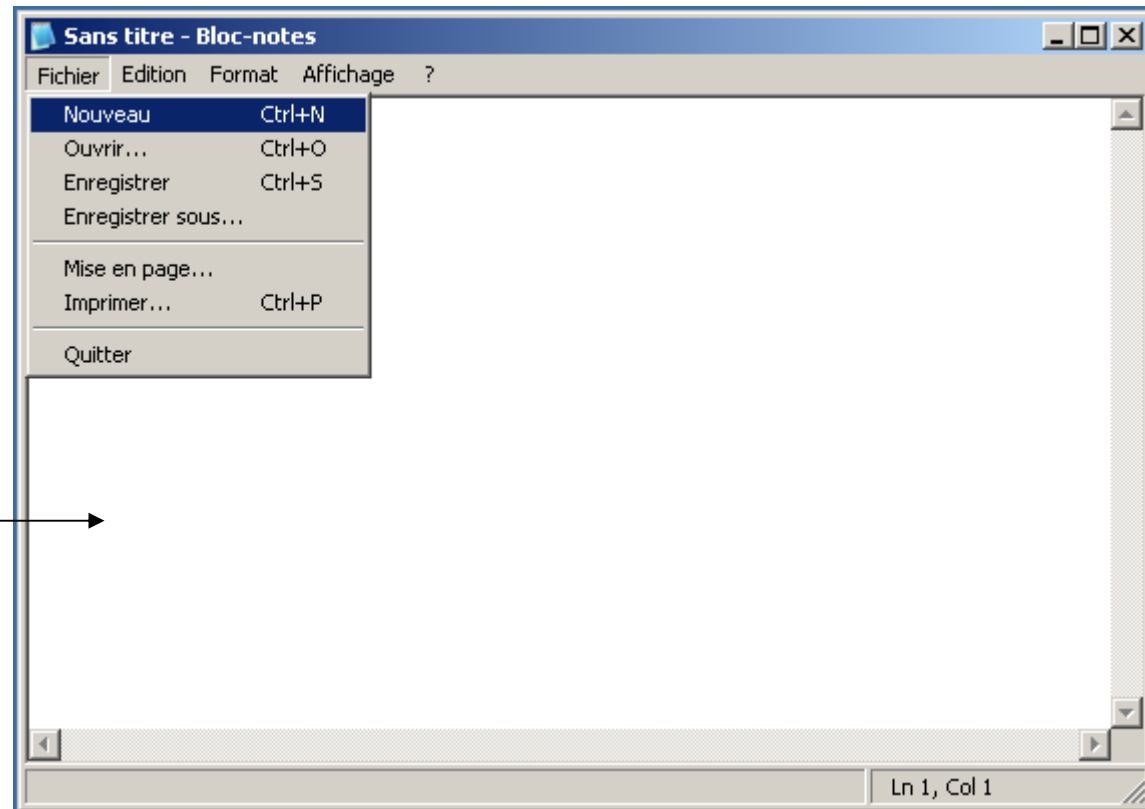 Sans titre - Bloc-notes
Fichier Edition Format Affichage ?
Nouveau Ctrl+N
Ouvrir... Ctrl+O
Enregistrer Ctrl+S
Enregistrer sous...
Mise en page...
Imprimer... Ctrl+P
Quitter
Ln 1, Col 1